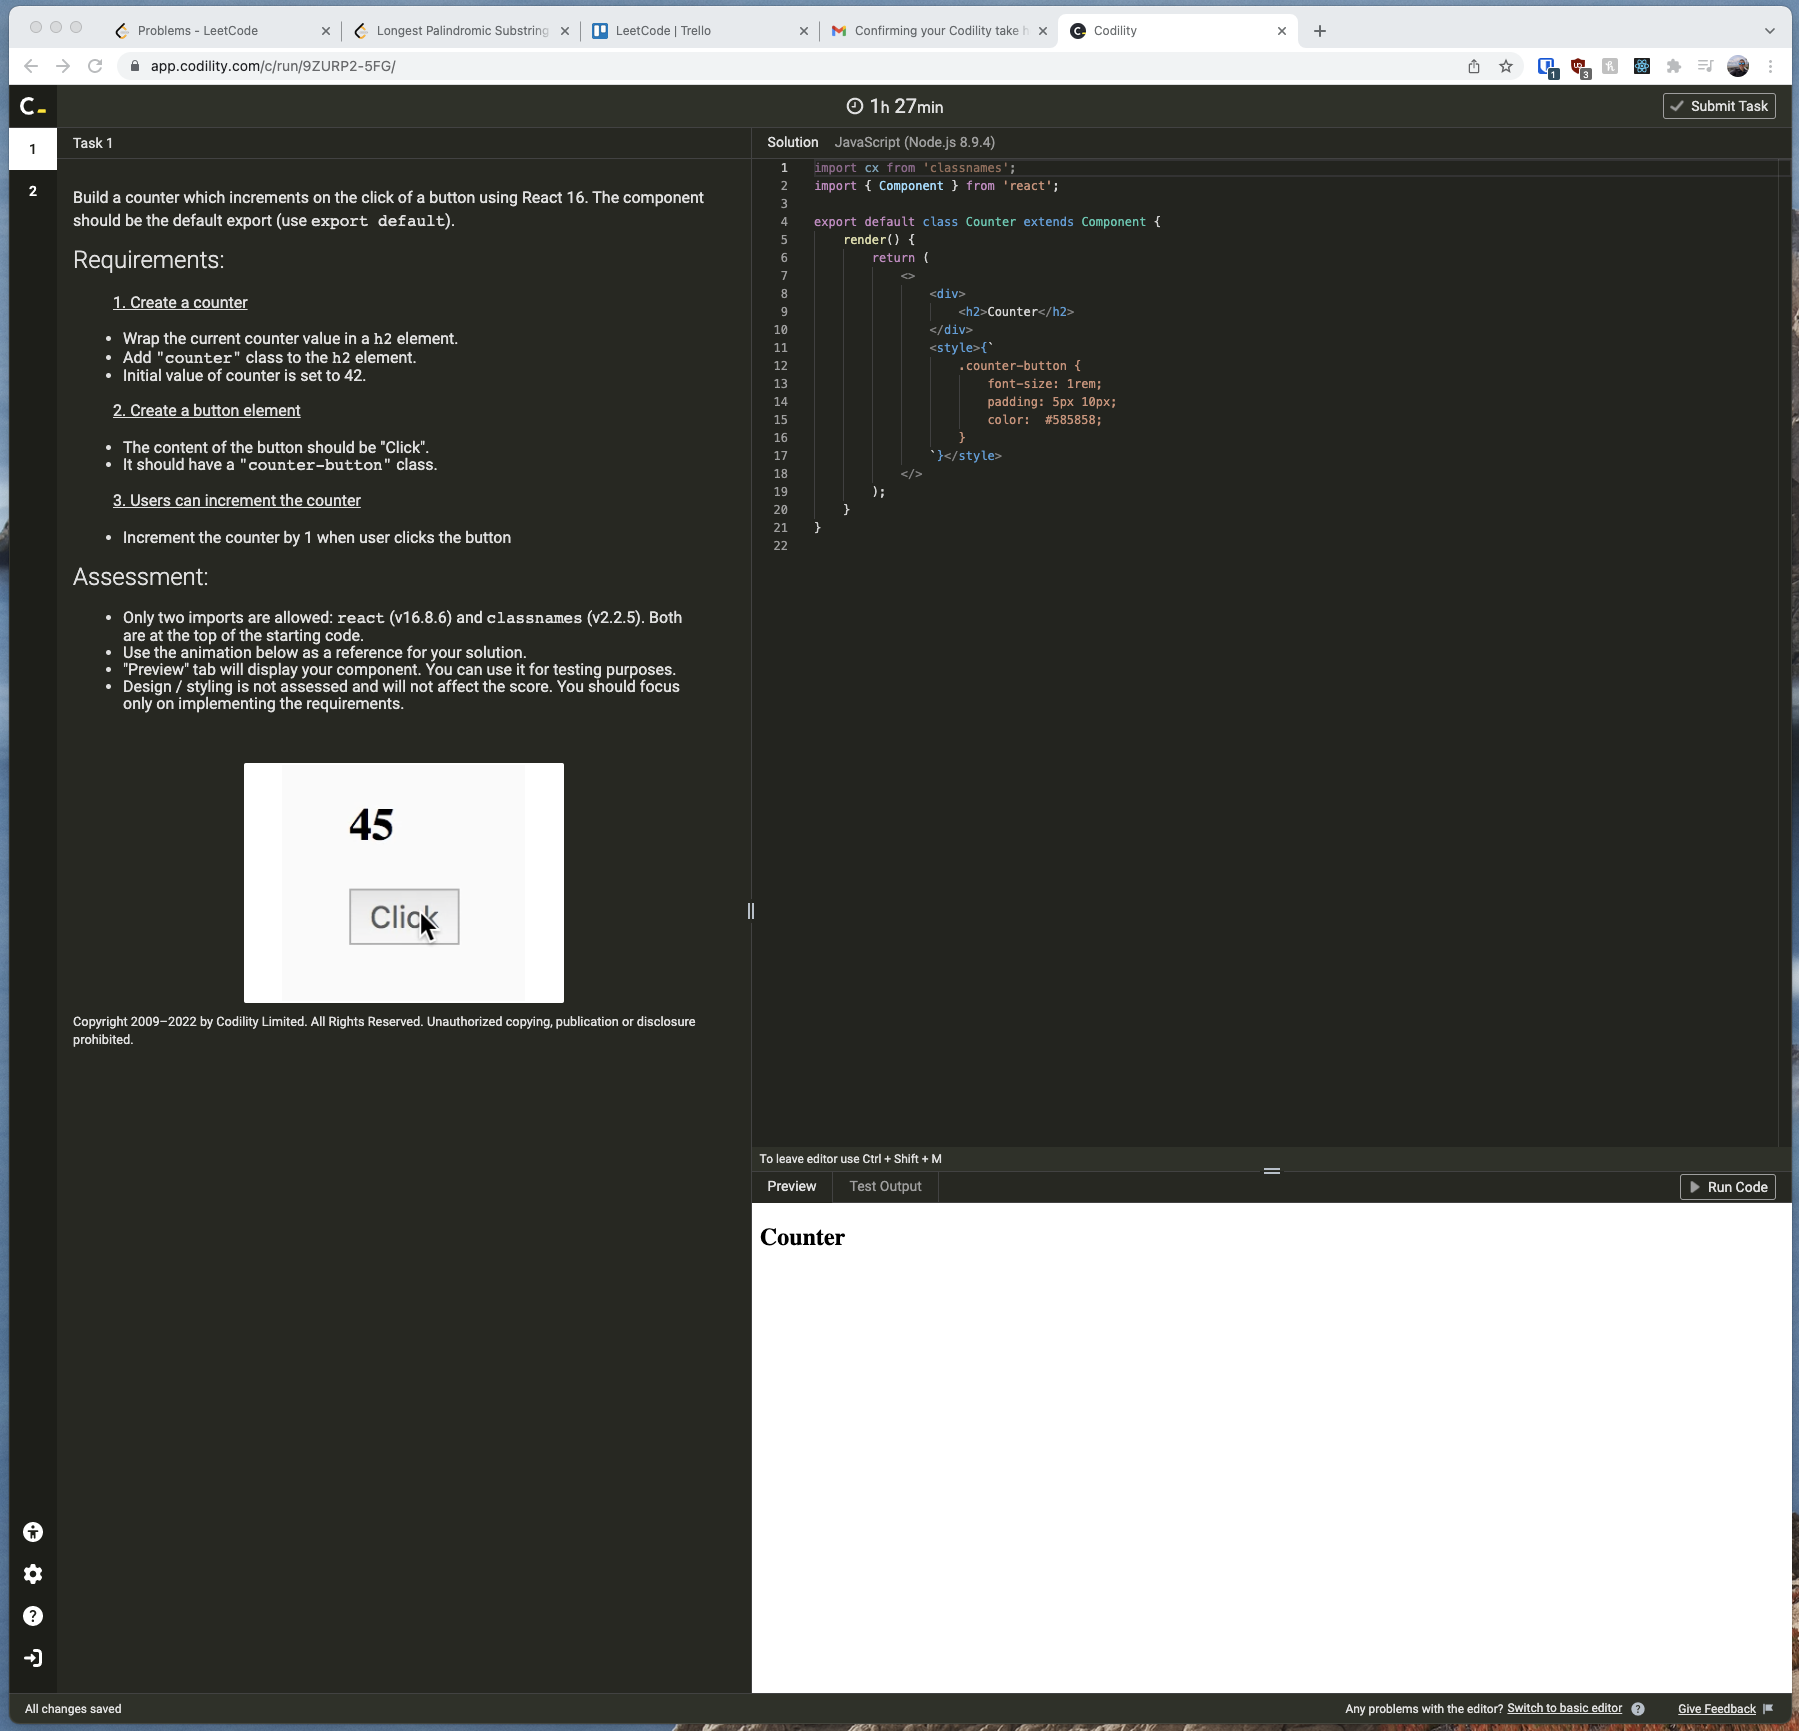 Problems - LeetCode
Longest Palindromic Substring
LeetCode | Trello
Confirming your Codility take h
Codility
app.codility.com/c/run/9ZURP2-5FG/
1
3
1h 27min
Submit Task
1
2
Task 1
Build a counter which increments on the click of a button using React 16. The component
should be the default export (use export default).
Requirements:
1. Create a counter
• Wrap the current counter value in a h2 element.
• Add "counter" class to the h2 element.
• Initial value of counter is set to 42.
2. Create a button element
• The content of the button should be "Click".
• It should have a "counter-button" class.
3. Users can increment the counter
• Increment the counter by 1 when user clicks the button
Assessment:
• Only two imports are allowed: react (v16.8.6) and classnames (v2.2.5). Both
are at the top of the starting code.
• Use the animation below as a reference for your solution.
• "Preview" tab will display your component. You can use it for testing purposes.
• Design / styling is not assessed and will not affect the score. You should focus
only on implementing the requirements.
45
Click
Copyright 2009–2022 by Codility Limited. All Rights Reserved. Unauthorized copying, publication or disclosure
prohibited.
Solution JavaScript (Node.js 8.9.4)
1 import cx from 'classnames';
2 import { Component } from 'react';
3
4 export default class Counter extends Component {
5 render() {
6 return (
7 <>
8 <div>
9 <h2>Counter</h2>
10 </div>
11 <style>{`
12 .counter-button {
13 font-size: 1rem;
14 padding: 5px 10px;
15 color:  #585858;
16 }
17 `}</style>
18 </>
19 );
20 }
21 }
22
To leave editor use Ctrl + Shift + M
Preview
Test Output
Run Code
Counter
All changes saved
Any problems with the editor? Switch to basic editor
Give Feedback